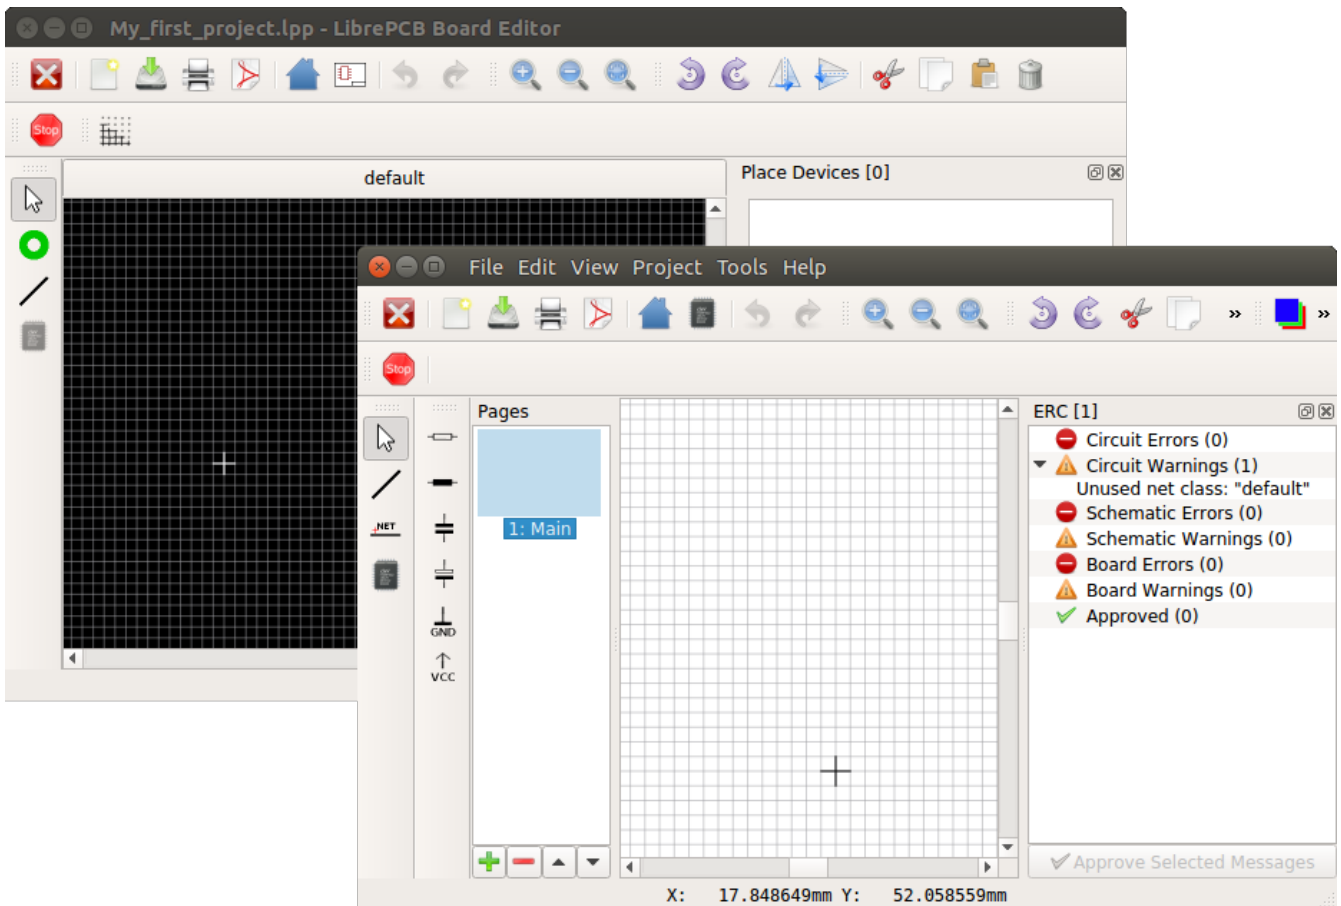 My_first_project.lpp - LibrePCB Board Editor
Stop
default
Place Devices [0]
File Edit View Project Tools Help
»
»
Stop
Pages
ERC [1]
Circuit Errors (0)
Circuit Warnings (1)
Unused net class: "default"
Schematic Errors (0)
Schematic Warnings (0)
Board Errors (0)
Board Warnings (0)
Approved (0)
NET
1: Main
GND
VCC
Approve Selected Messages
X: 17.848649mm Y: 52.058559mm